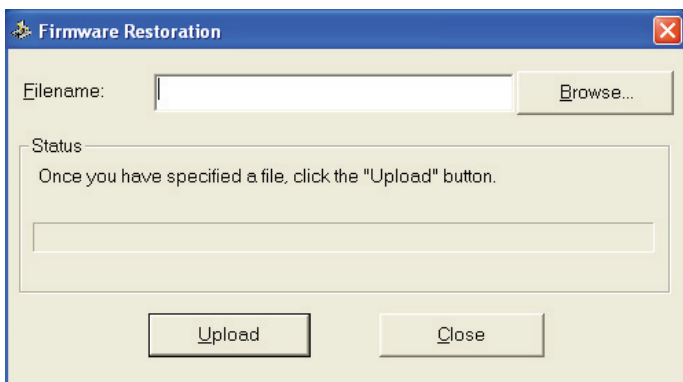 Firmware Restoration
Filename:
Browse...
Status
Once you have specified a file, click the "Upload" button.
Upload
Close